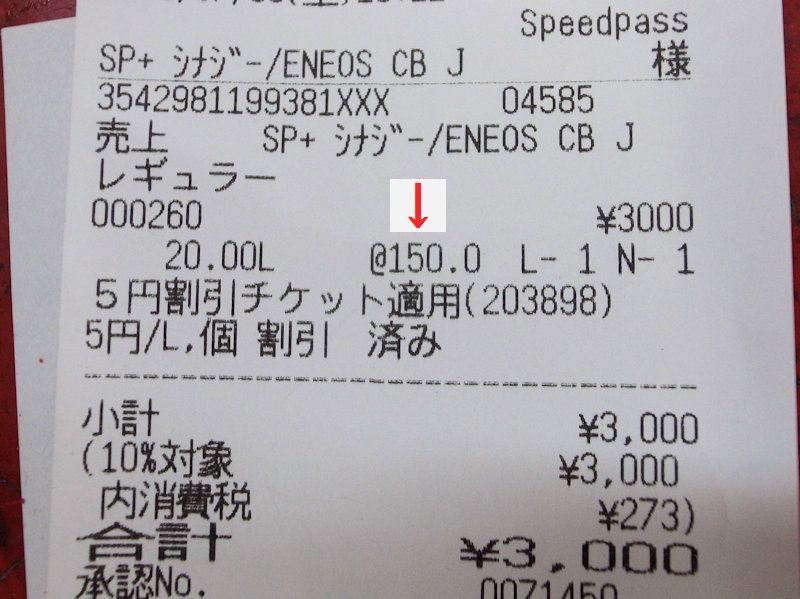 Speedpass
SP+ シナジー/ENEOS CB J 様
3542981199381XXX 04585
売上 SP+ シナジー/ENEOS CB J
レギュラー
000260 ¥3000
20.00L @150.0 L- 1 N- 1
5円割引チケット適用(203898)
5円/L,個 割引 済み
小計 ¥3,000
(10%対象 ¥3,000
内消費税 ¥273)
合計 ¥3,000
承認No. 0071450